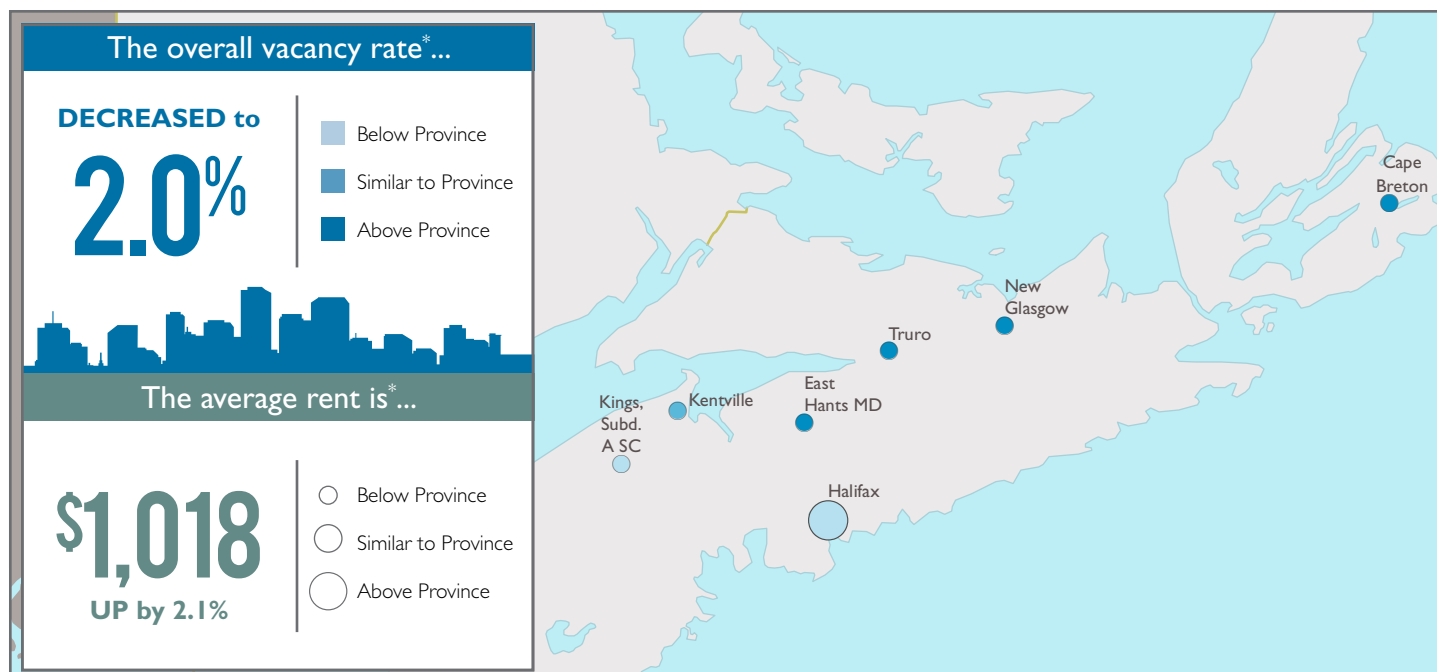 The overall vacancy rate*...
DECREASED to
2.0%
Below Province
Similar to Province
Above Province
The average rent is*...
$1,018
UP by 2.1%
Below Province
Similar to Province
Above Province
Cape
Breton
New
Glasgow
Truro
East
Hants MD
Kentville
Kings,
Subd.
A SC
Halifax